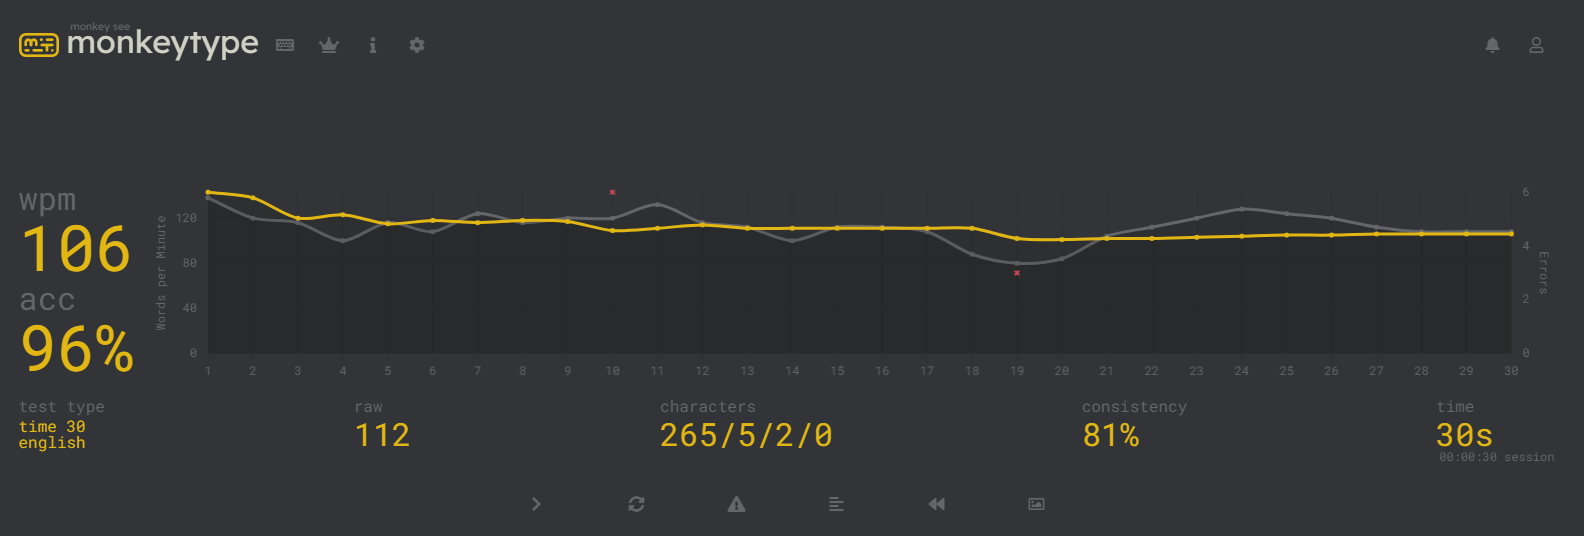 monkey see
monkeytype
wpm
106
acc
96%
Words per Minute
120
80
40
0
6
4
2
0
Errors
1 2 3 4 5 6 7 8 9 10 11 12 13 14 15 16 17 18 19 20 21 22 23 24 25 26 27 28 29 30
test type
time 30
english
raw
112
characters
265/5/2/0
consistency
81%
time
30s
00:00:30 session